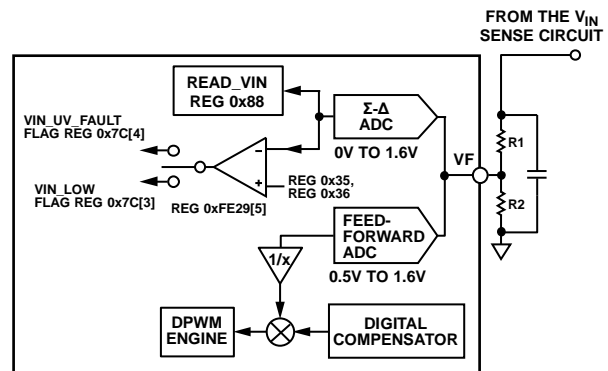 FROM THE VIN
SENSE CIRCUIT
READ_VIN
REG 0x88
Σ-Δ
ADC
0V TO 1.6V
VIN_UV_FAULT
FLAG REG 0x7C[4]
VIN_LOW
FLAG REG 0x7C[3]
–
+
REG 0xFE29[5]
REG 0x35,
REG 0x36
VF
R1
R2
FEED-
FORWARD
ADC
0.5V TO 1.6V
1/x
DPWM
ENGINE
DIGITAL
COMPENSATOR